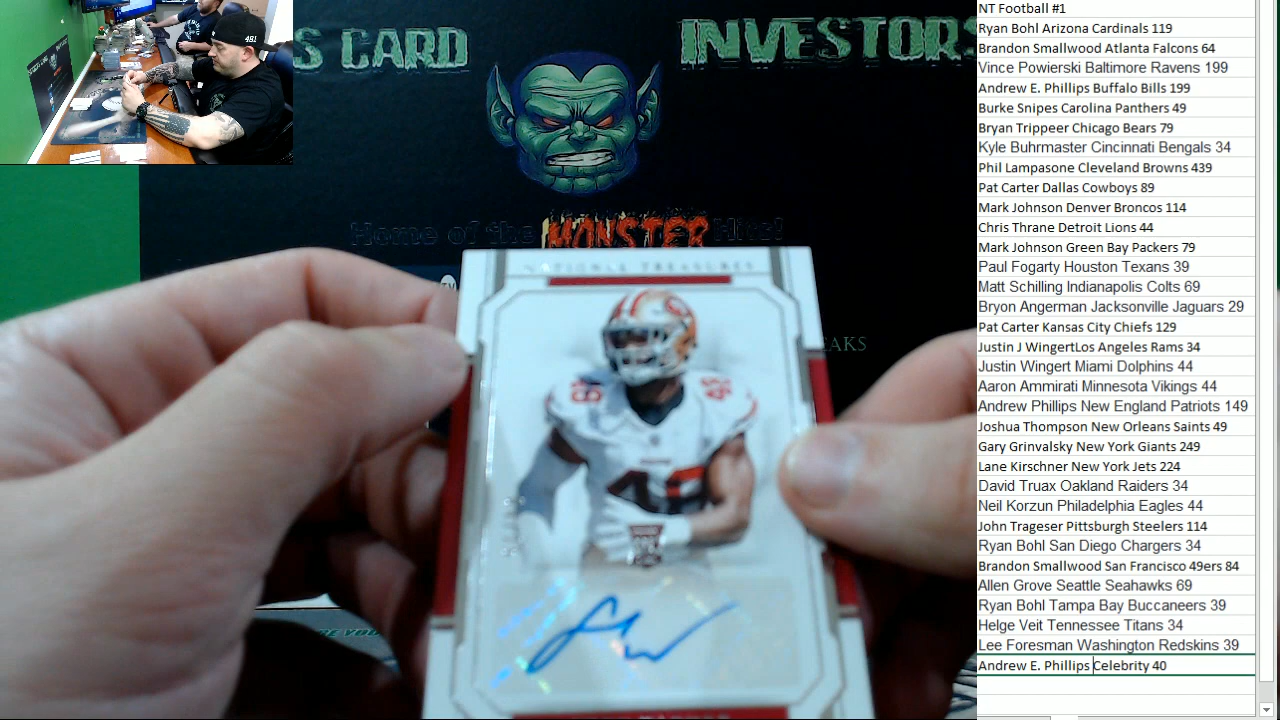 S CARD INVESTORS
Home of the MONSTER Hits!
EAKS
481
NATIONAL TREASURES
49 49
49
RC
NT Football #1
Ryan Bohl Arizona Cardinals 119
Brandon Smallwood Atlanta Falcons 64
Vince Powierski Baltimore Ravens 199
Andrew E. Phillips Buffalo Bills 199
Burke Snipes Carolina Panthers 49
Bryan Trippeer Chicago Bears 79
Kyle Buhrmaster Cincinnati Bengals 34
Phil Lampasone Cleveland Browns 439
Pat Carter Dallas Cowboys 89
Mark Johnson Denver Broncos 114
Chris Thrane Detroit Lions 44
Mark Johnson Green Bay Packers 79
Paul Fogarty Houston Texans 39
Matt Schilling Indianapolis Colts 69
Bryon Angerman Jacksonville Jaguars 29
Pat Carter Kansas City Chiefs 129
Justin J WingertLos Angeles Rams 34
Justin Wingert Miami Dolphins 44
Aaron Ammirati Minnesota Vikings 44
Andrew Phillips New England Patriots 149
Joshua Thompson New Orleans Saints 49
Gary Grinvalsky New York Giants 249
Lane Kirschner New York Jets 224
David Truax Oakland Raiders 34
Neil Korzun Philadelphia Eagles 44
John Trageser Pittsburgh Steelers 114
Ryan Bohl San Diego Chargers 34
Brandon Smallwood San Francisco 49ers 84
Allen Grove Seattle Seahawks 69
Ryan Bohl Tampa Bay Buccaneers 39
Helge Veit Tennessee Titans 34
Lee Foresman Washington Redskins 39
Andrew E. Phillips Celebrity 40